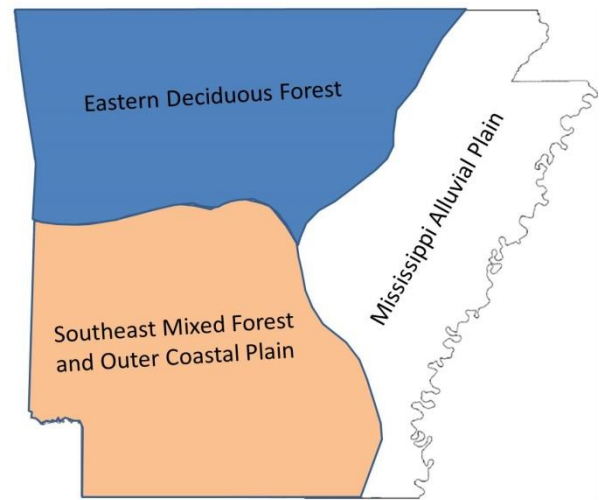 Eastern Deciduous Forest
Mississippi Alluvial Plain
Southeast Mixed Forest
and Outer Coastal Plain